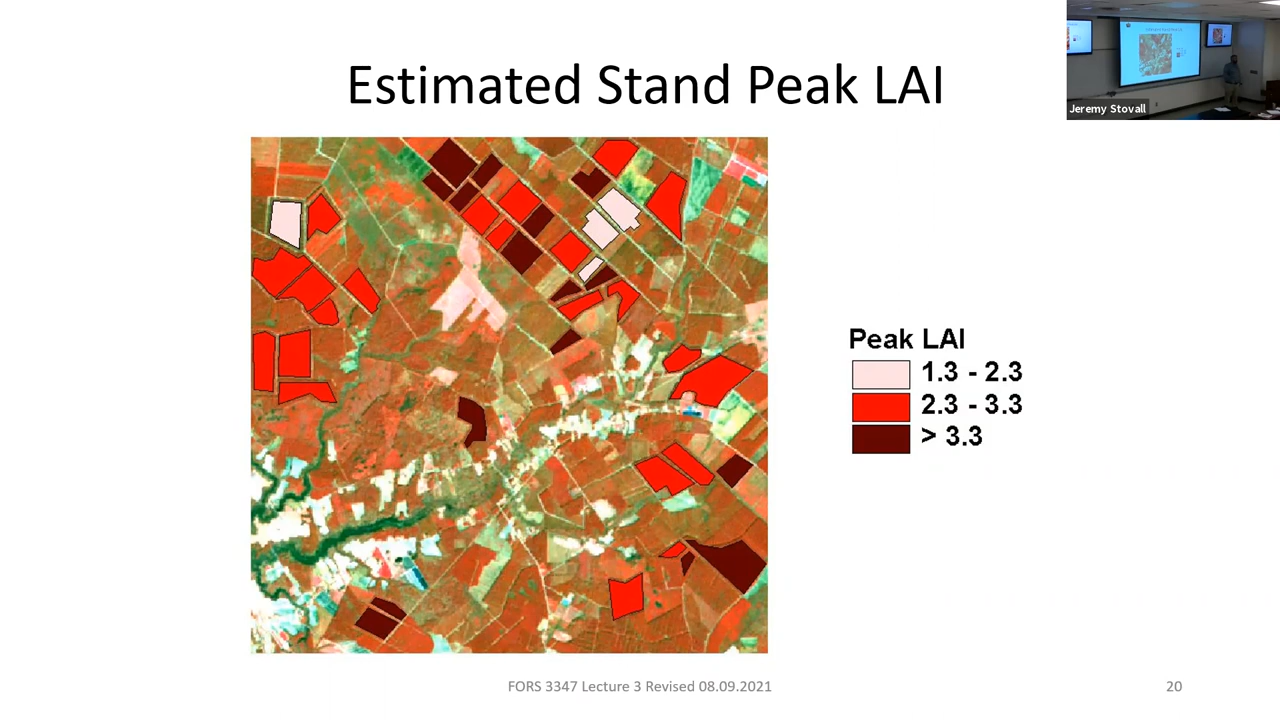 Estimated Stand Peak LAI
Jeremy Stovall
Peak LAI
1.3 - 2.3
2.3 - 3.3
> 3.3
FORS 3347 Lecture 3 Revised 08.09.2021
20